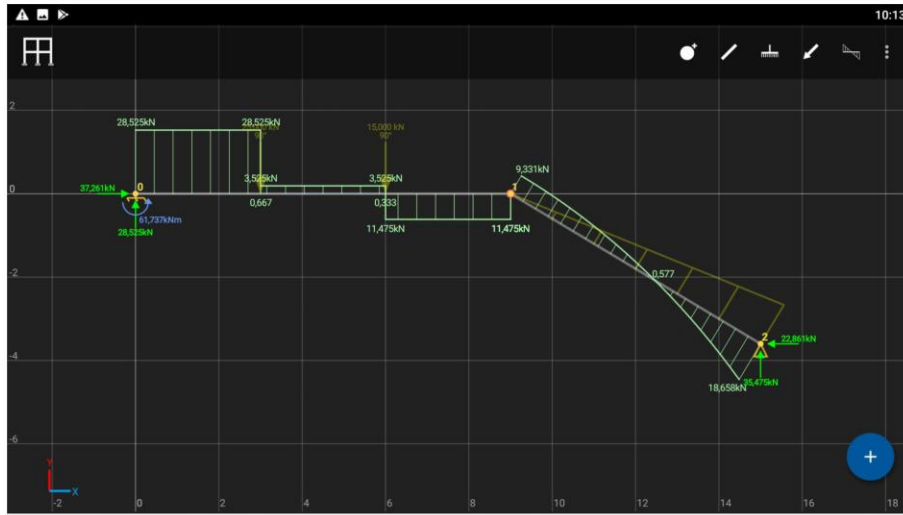 10:13
2
28,525kN
28,525kN
90°
15,000 kN
90°
9,331kN
3,525kN
3,525kN
37,261kN
0
0
1
0,667
0,333
61,737kNm
28,525kN
11,475kN
11,475kN
-2
0,577
2
22,861kN
-4
18,658kN
35,475kN
-6
+
Y
X
-2
0
2
4
6
8
10
12
14
16
18